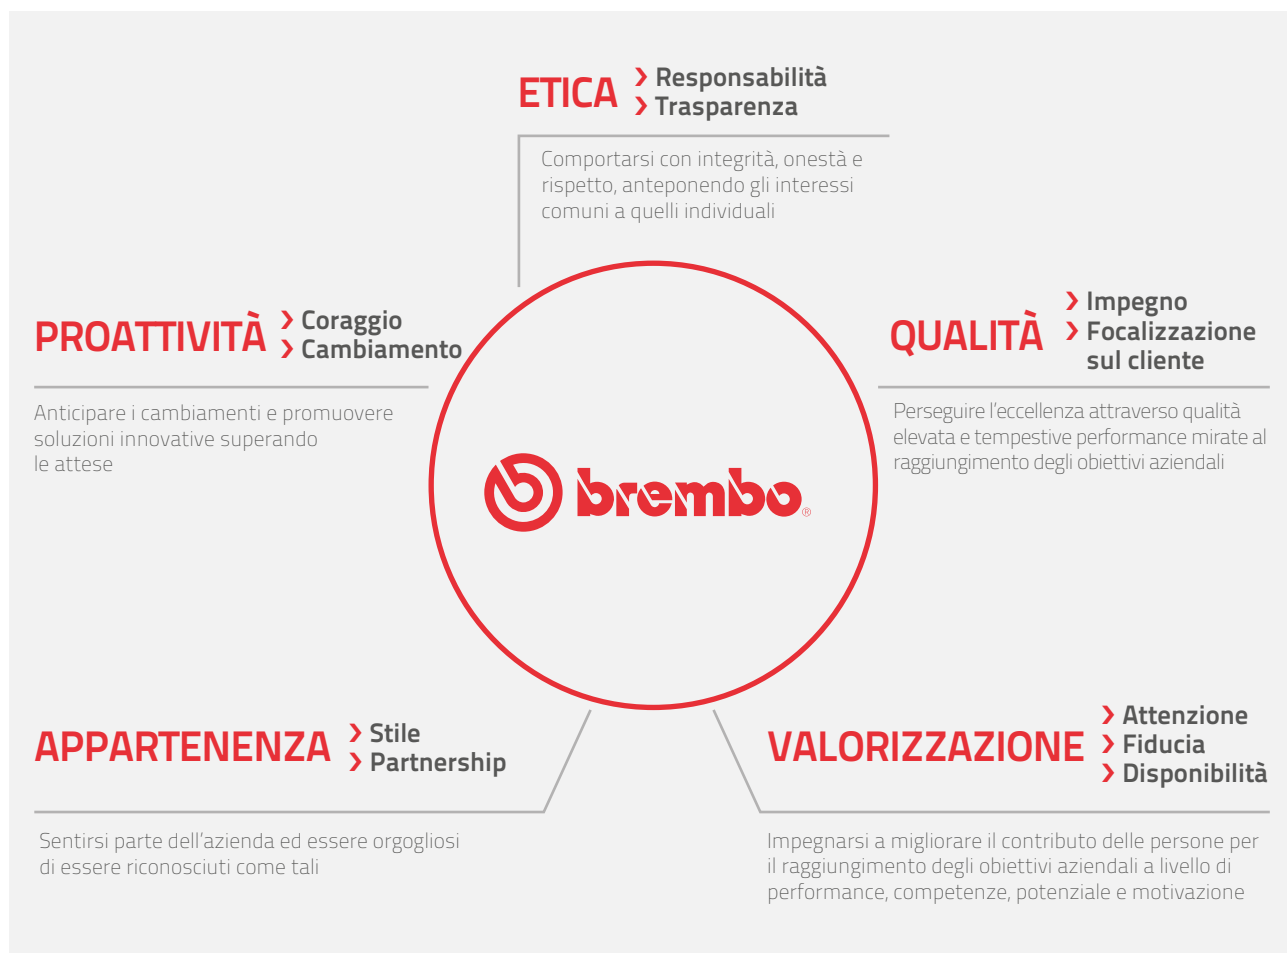 ETICA
Responsabilità
Trasparenza
Comportarsi con integrità, onestà e
rispetto, anteponendo gli interessi
comuni a quelli individuali
PROATTIVITÀ
Coraggio
Cambiamento
Anticipare i cambiamenti e promuovere
soluzioni innovative superando
le attese
QUALITÀ
Impegno
Focalizzazione
sul cliente
Perseguire l’eccellenza attraverso qualità
elevata e tempestive performance mirate al
raggiungimento degli obiettivi aziendali
brembo®
APPARTENENZA
Stile
Partnership
Sentirsi parte dell’azienda ed essere orgogliosi
di essere riconosciuti come tali
VALORIZZAZIONE
Attenzione
Fiducia
Disponibilità
Impegnarsi a migliorare il contributo delle persone per
il raggiungimento degli obiettivi aziendali a livello di
performance, competenze, potenziale e motivazione